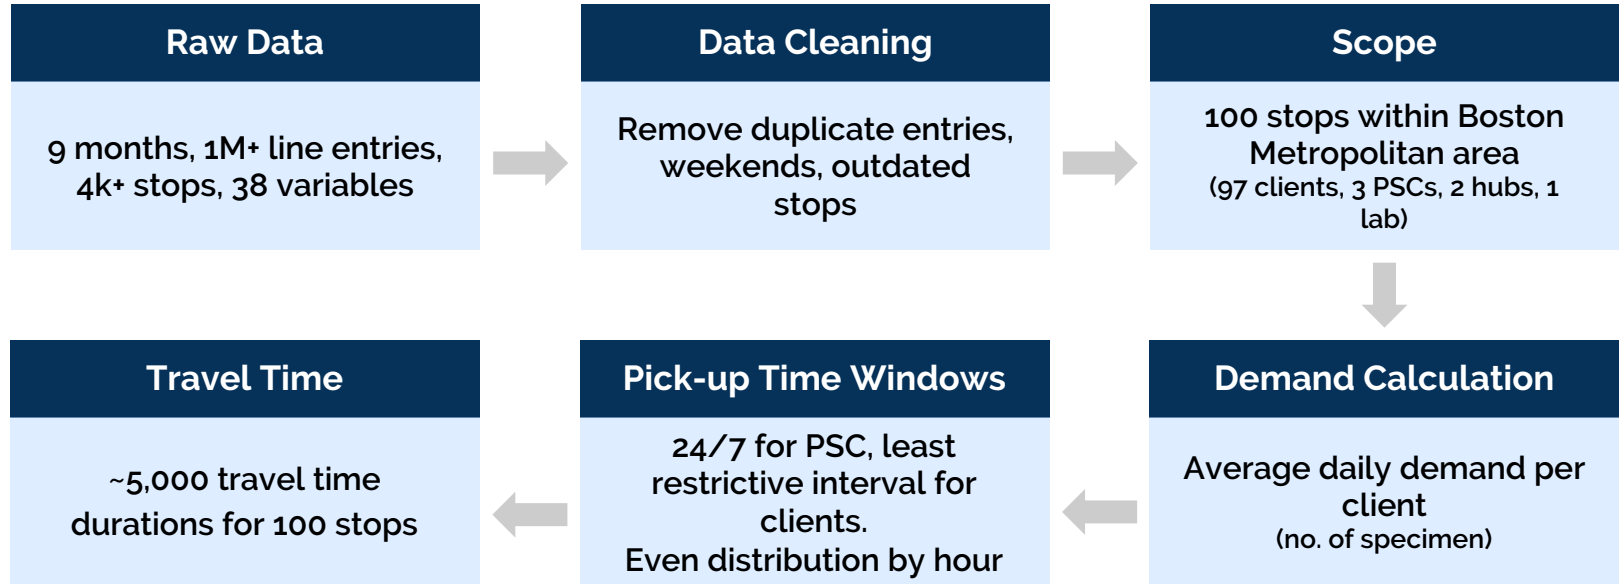 Raw Data
9 months, 1M+ line entries,
4k+ stops, 38 variables
Data Cleaning
Remove duplicate entries,
weekends, outdated
stops
Scope
100 stops within Boston
Metropolitan area
(97 clients, 3 PSCs, 2 hubs, 1
lab)
Demand Calculation
Average daily demand per
client
(no. of specimen)
Pick-up Time Windows
24/7 for PSC, least
restrictive interval for
clients.
Even distribution by hour
Travel Time
~5,000 travel time
durations for 100 stops